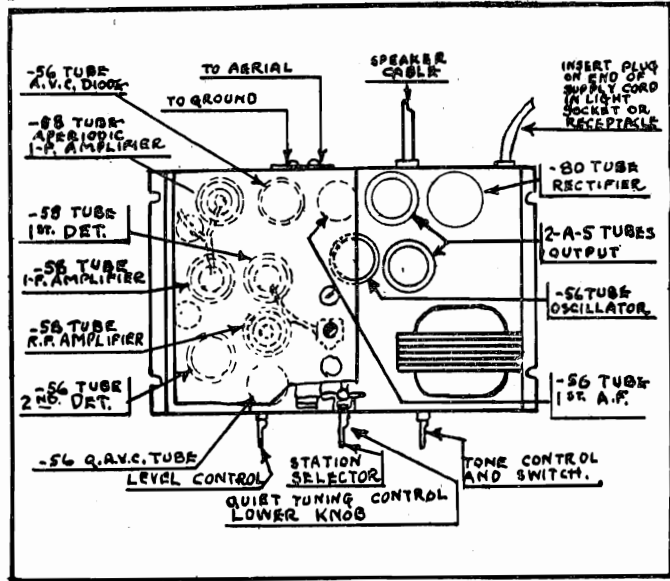 -56 TUBE
A.V.C. DIODE
TO AERIAL
TO GROUND
SPEAKER
CABLE
INSERT PLUG
ON END OF
SUPPLY CORD
IN LIGHT
SOCKET OR
RECEPTACLE
-58 TUBE
APERIODIC
I-F. AMPLIFIER
-58 TUBE
1ST. DET.
-58 TUBE
I-F. AMPLIFIER
-58 TUBE
R.F. AMPLIFIER
-56 TUBE
2ND. DET.
-56 Q.A.V.C. TUBE
LEVEL CONTROL
STATION
SELECTOR
QUIET TUNING CONTROL
LOWER KNOB
TONE CONTROL
AND SWITCH.
-80 TUBE
RECTIFIER
2-A-5 TUBES
OUTPUT
-56 TUBE
OSCILLATOR
-56 TUBE
1ST. A.F.